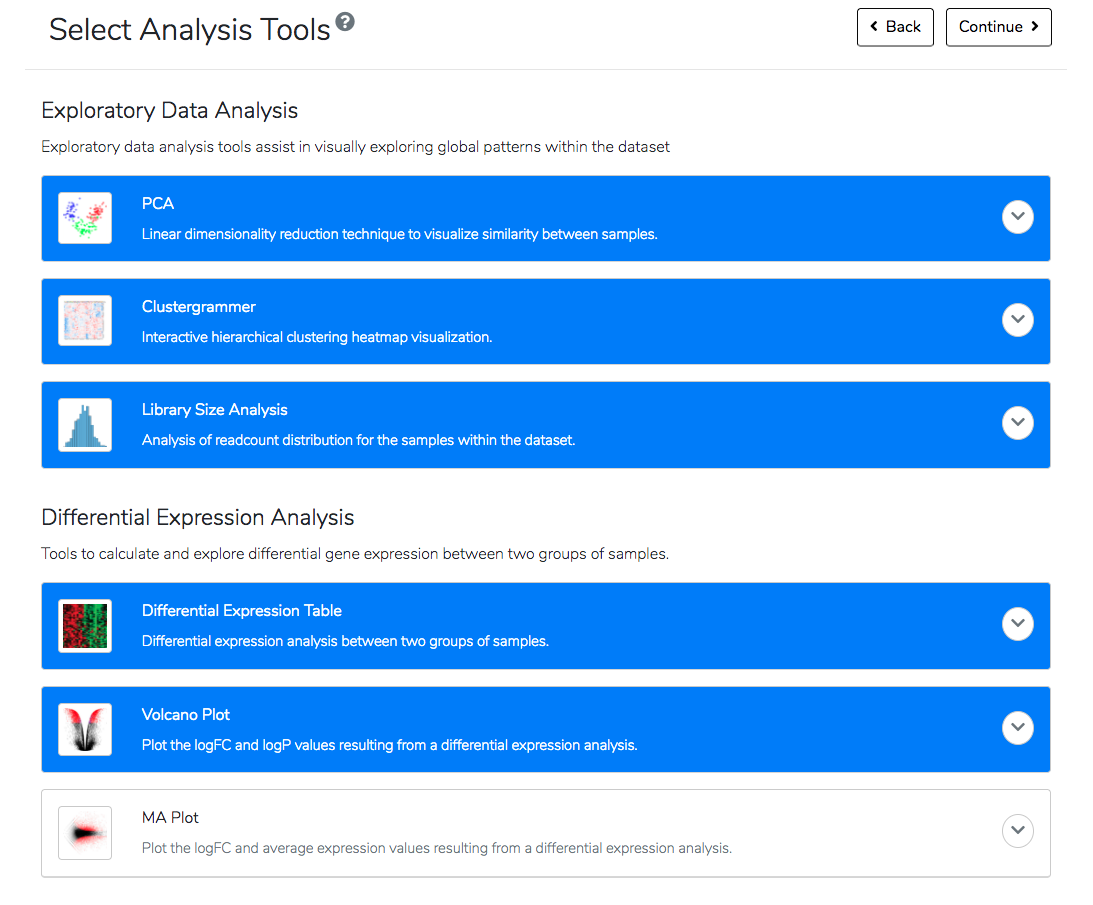 Select Analysis Tools ?
Back
Continue
Exploratory Data Analysis
Exploratory data analysis tools assist in visually exploring global patterns within the dataset
PCA
Linear dimensionality reduction technique to visualize similarity between samples.
Clustergrammer
Interactive hierarchical clustering heatmap visualization.
Library Size Analysis
Analysis of readcount distribution for the samples within the dataset.
Differential Expression Analysis
Tools to calculate and explore differential gene expression between two groups of samples.
Differential Expression Table
Differential expression analysis between two groups of samples.
Volcano Plot
Plot the logFC and logP values resulting from a differential expression analysis.
MA Plot
Plot the logFC and average expression values resulting from a differential expression analysis.